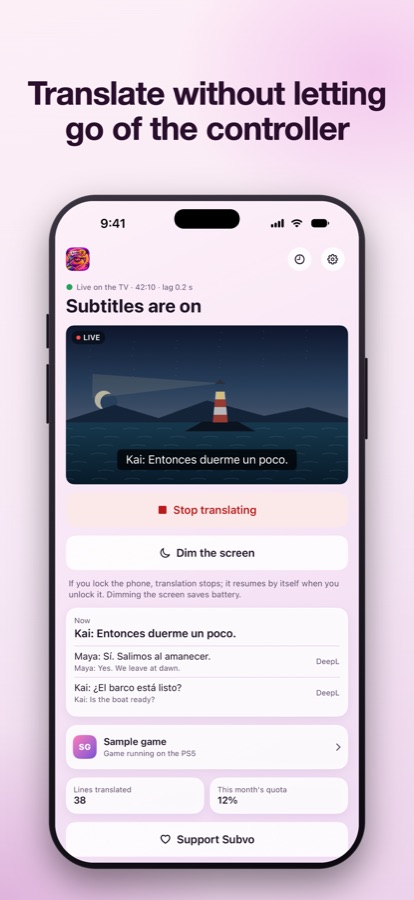 Translate without letting
go of the controller
9:41
Live on the TV · 42:10 · lag 0.2 s
Subtitles are on
LIVE
Kai: Entonces duerme un poco.
Stop translating
Dim the screen
If you lock the phone, translation stops; it resumes by itself when you
unlock it. Dimming the screen saves battery.
Now
Kai: Entonces duerme un poco.
Maya: Sí. Salimos al amanecer.
Maya: Yes. We leave at dawn.
DeepL
Kai: ¿El barco está listo?
Kai: Is the boat ready?
DeepL
SG
Sample game
Game running on the PS5
Lines translated
38
This month's quota
12%
Support Subvo